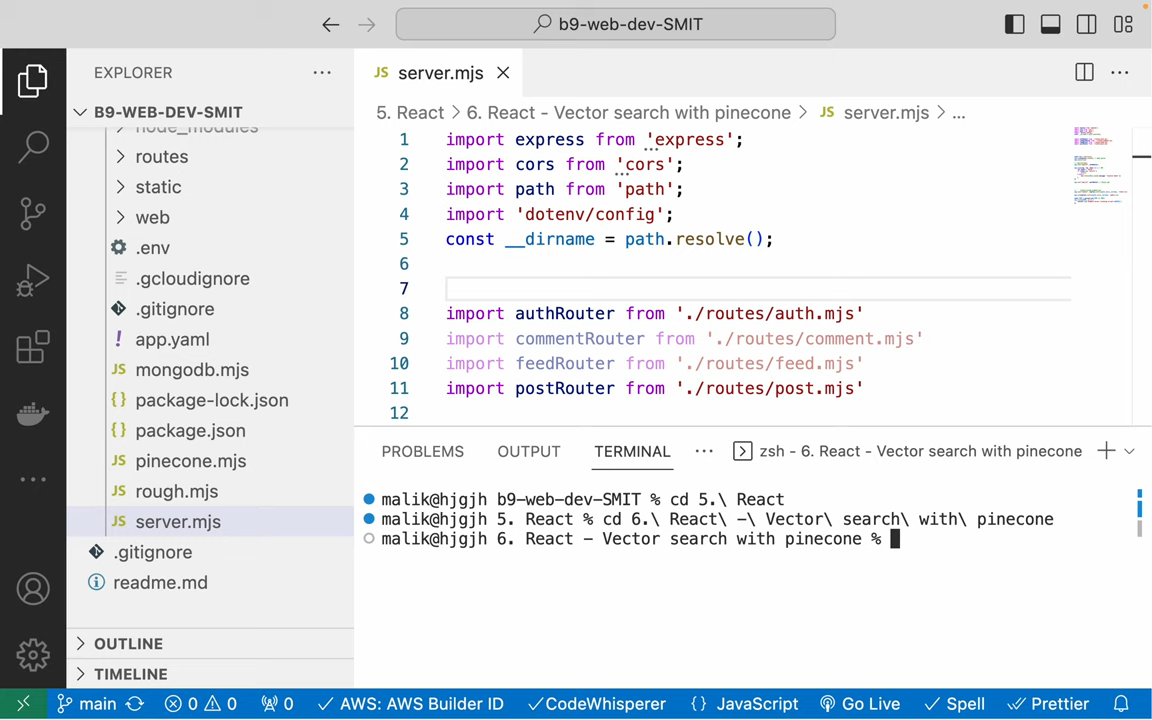 b9-web-dev-SMIT
EXPLORER
B9-WEB-DEV-SMIT
node_modules
routes
static
web
.env
.gcloudignore
.gitignore
! app.yaml
JS mongodb.mjs
{} package-lock.json
{} package.json
JS pinecone.mjs
JS rough.mjs
JS server.mjs
.gitignore
readme.md
OUTLINE
TIMELINE
JS server.mjs
5. React > 6. React - Vector search with pinecone > JS server.mjs > ...
1 import express from 'express';
2 import cors from 'cors';
3 import path from 'path';
4 import 'dotenv/config';
5 const __dirname = path.resolve();
6
7
8 import authRouter from './routes/auth.mjs'
9 import commentRouter from './routes/comment.mjs'
10 import feedRouter from './routes/feed.mjs'
11 import postRouter from './routes/post.mjs'
12
PROBLEMS OUTPUT TERMINAL ... zsh - 6. React - Vector search with pinecone
malik@hjgjh b9-web-dev-SMIT % cd 5.\ React
malik@hjgjh 5. React % cd 6.\ React\ -\ Vector\ search\ with\ pinecone
malik@hjgjh 6. React - Vector search with pinecone %
main 0 0 0 AWS: AWS Builder ID CodeWhisperer {} JavaScript Go Live Spell Prettier